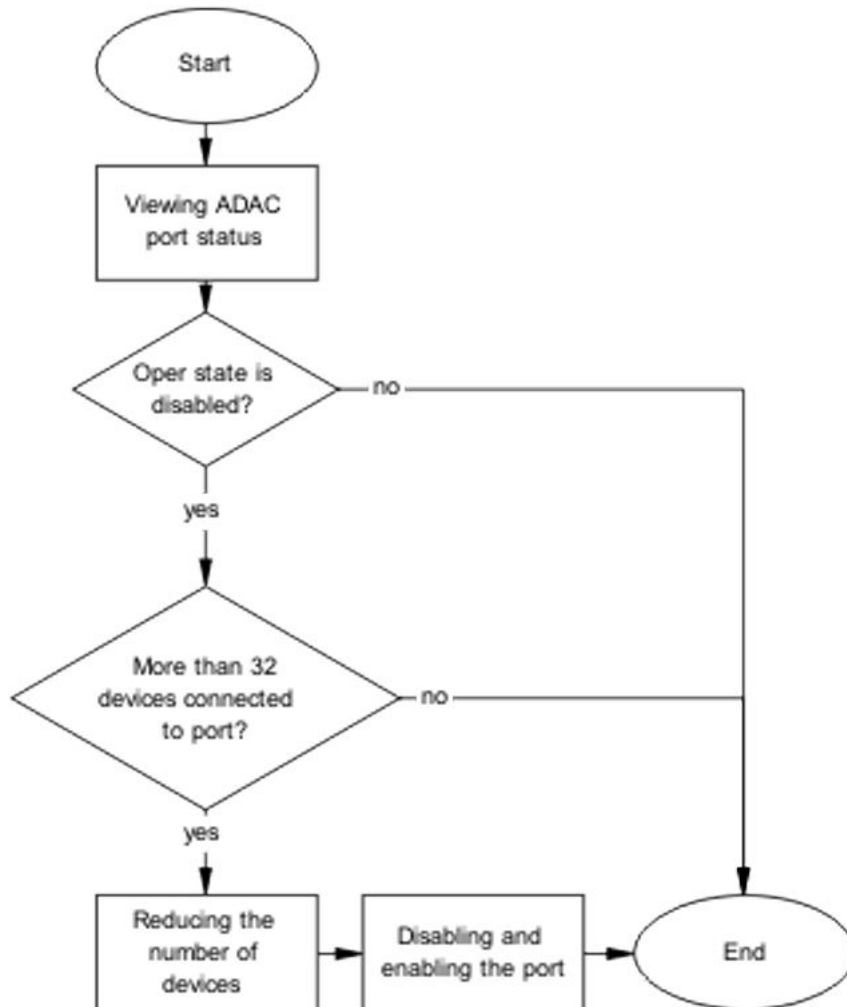 Start
Viewing ADAC
port status
Oper state is
disabled?
no
yes
More than 32
devices connected
to port?
no
yes
Reducing the
number of
devices
Disabling and
enabling the port
End